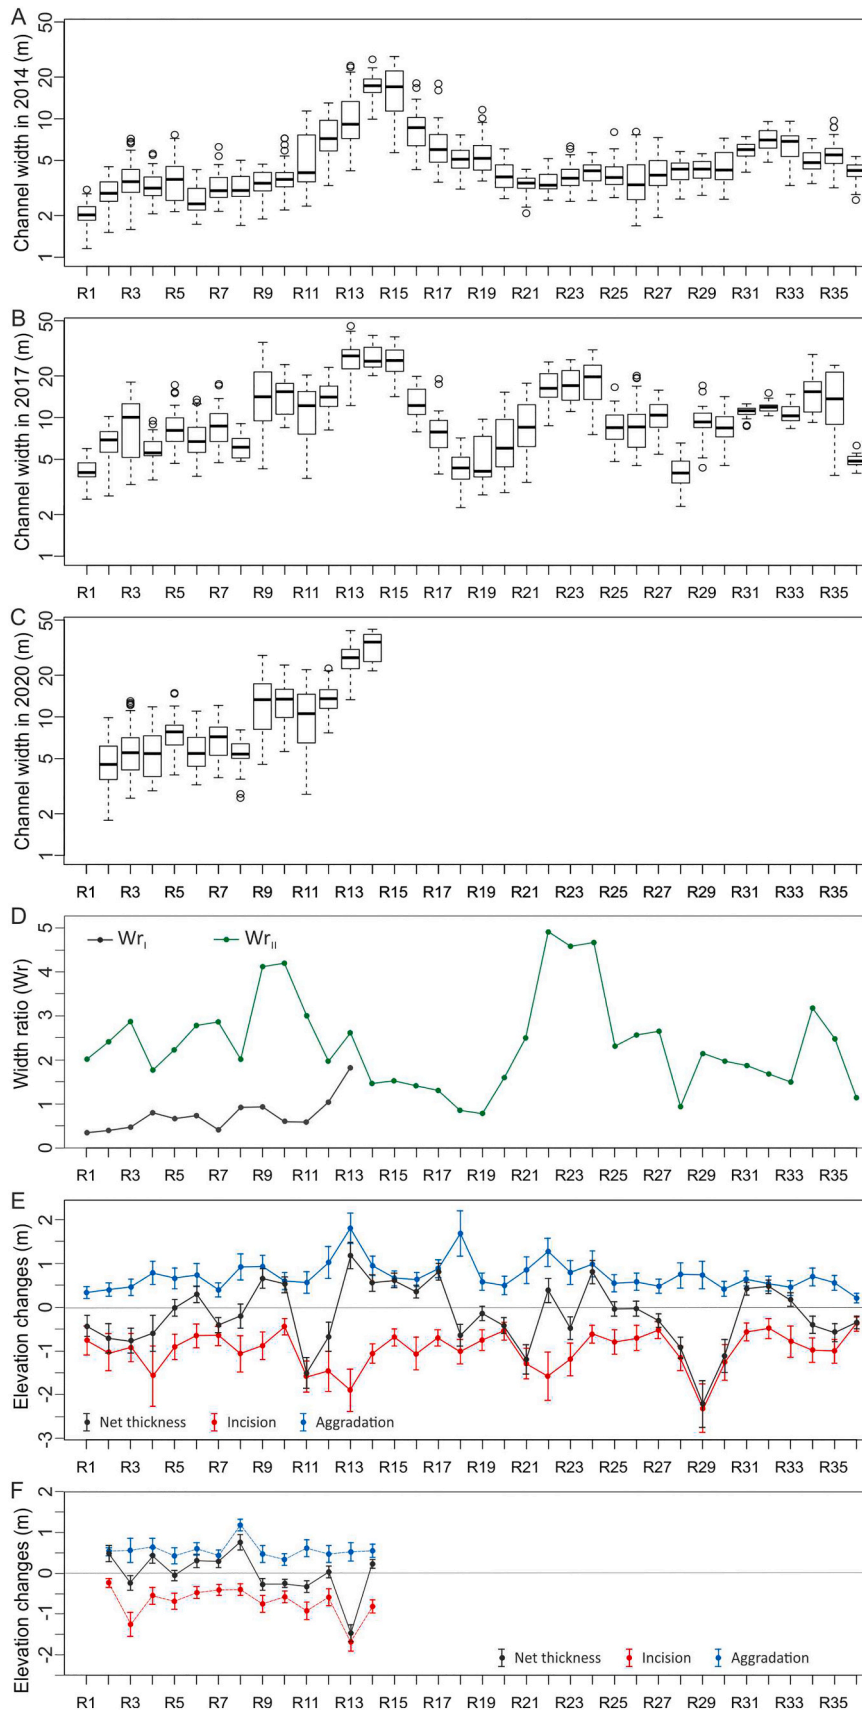 A
Channel width in 2014 (m)
50
20
10
5
2
1
R1 R3 R5 R7 R9 R11 R13 R15 R17 R19 R21 R23 R25 R27 R29 R31 R33 R35
B
Channel width in 2017 (m)
50
20
10
5
2
1
R1 R3 R5 R7 R9 R11 R13 R15 R17 R19 R21 R23 R25 R27 R29 R31 R33 R35
C
Channel width in 2020 (m)
50
20
10
5
2
1
R1 R3 R5 R7 R9 R11 R13 R15 R17 R19 R21 R23 R25 R27 R29 R31 R33 R35
D
Width ratio (Wr)
5
4
3
2
1
0
WrI WrII
R1 R3 R5 R7 R9 R11 R13 R15 R17 R19 R21 R23 R25 R27 R29 R31 R33 R35
E
Elevation changes (m)
2
1
0
-1
-2
-3
Net thickness Incision Aggradation
R1 R3 R5 R7 R9 R11 R13 R15 R17 R19 R21 R23 R25 R27 R29 R31 R33 R35
F
Elevation changes (m)
2
1
0
-1
-2
Net thickness Incision Aggradation
R1 R3 R5 R7 R9 R11 R13 R15 R17 R19 R21 R23 R25 R27 R29 R31 R33 R35